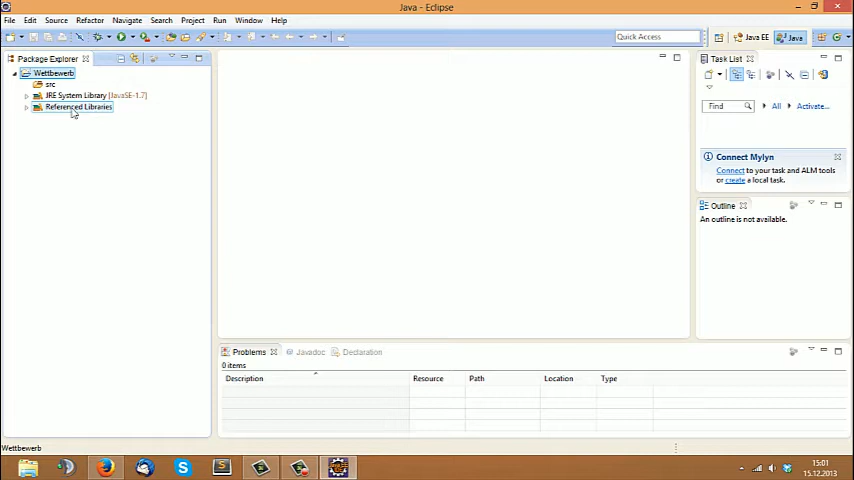 Java - Eclipse
File Edit Source Refactor Navigate Search Project Run Window Help
Quick Access
Java EE
Java
Package Explorer
Wettbewerb
src
JRE System Library [JavaSE-1.7]
Referenced Libraries
Task List
Find
All
Activate...
Connect Mylyn
Connect to your task and ALM tools
or create a local task.
Outline
An outline is not available.
Problems Javadoc Declaration
0 items
Description Resource Path Location Type
Wettbewerb
15:01
15.12.2013